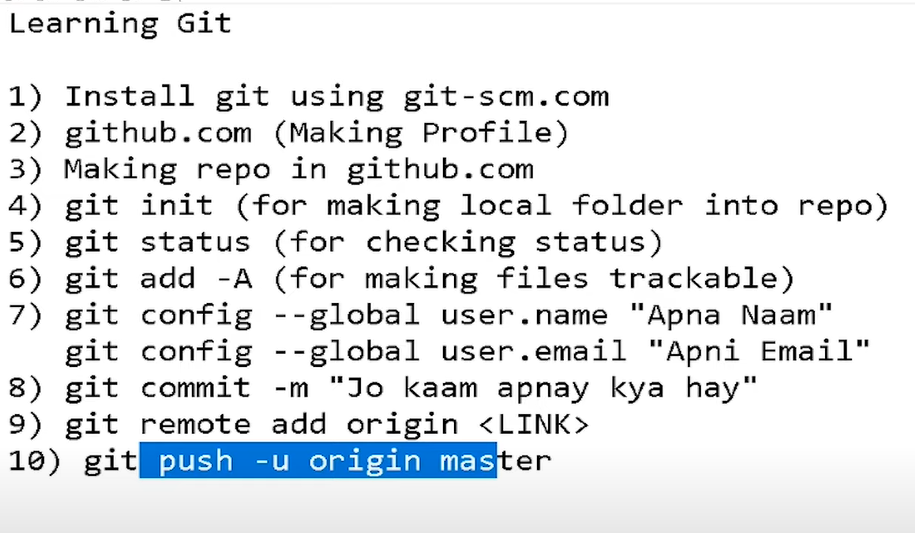 Learning Git
1) Install git using git-scm.com
2) github.com (Making Profile)
3) Making repo in github.com
4) git init (for making local folder into repo)
5) git status (for checking status)
6) git add -A (for making files trackable)
7) git config --global user.name "Apna Naam"
git config --global user.email "Apni Email"
8) git commit -m "Jo kaam apnay kya hay"
9) git remote add origin <LINK>
10) git push -u origin master